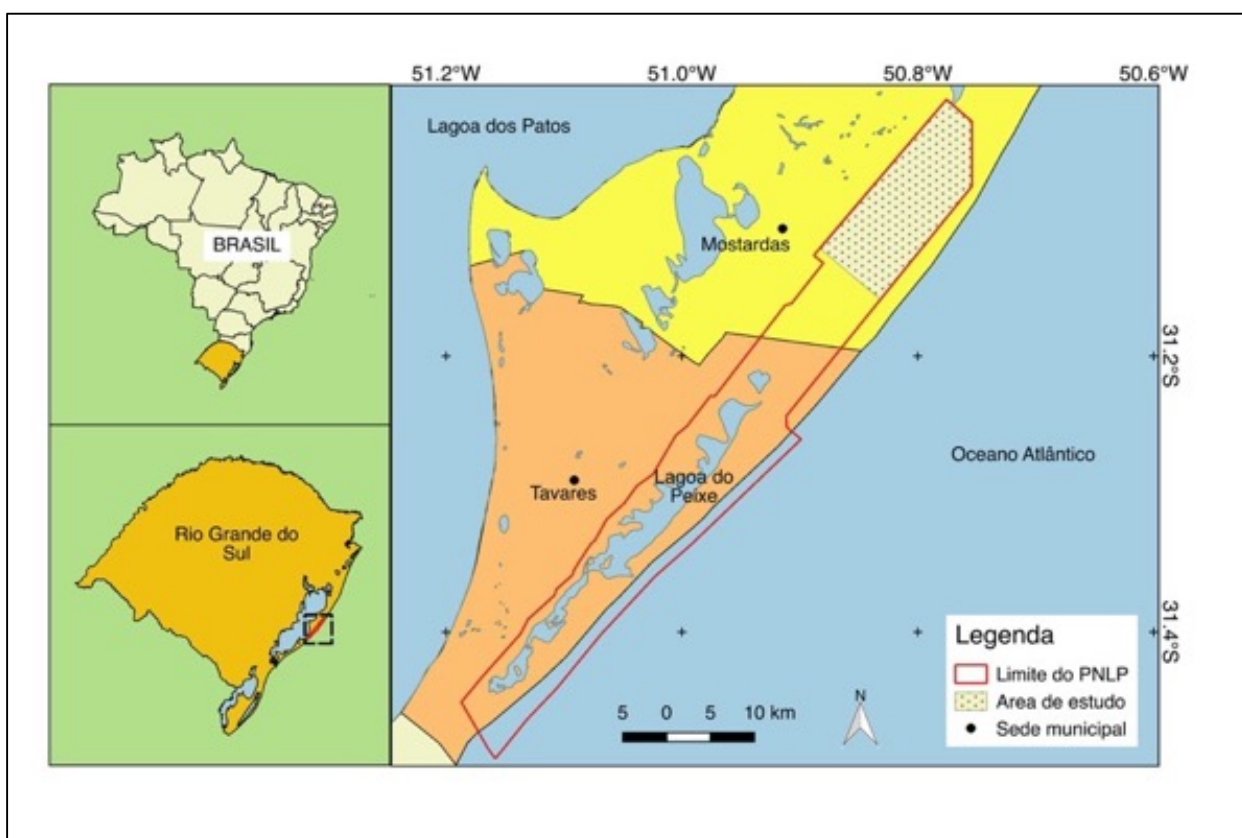 51.2°W
51.0°W
50.8°W
50.6°W
Lagoa dos Patos
BRASIL
Mostardas
31.2°S
Oceano Atlântico
Lagoa do
Peixe
Tavares
Rio Grande do
Sul
31.4°S
Legenda
Limite do PNLP
Area de estudo
Sede municipal
N
5 0 5 10 km